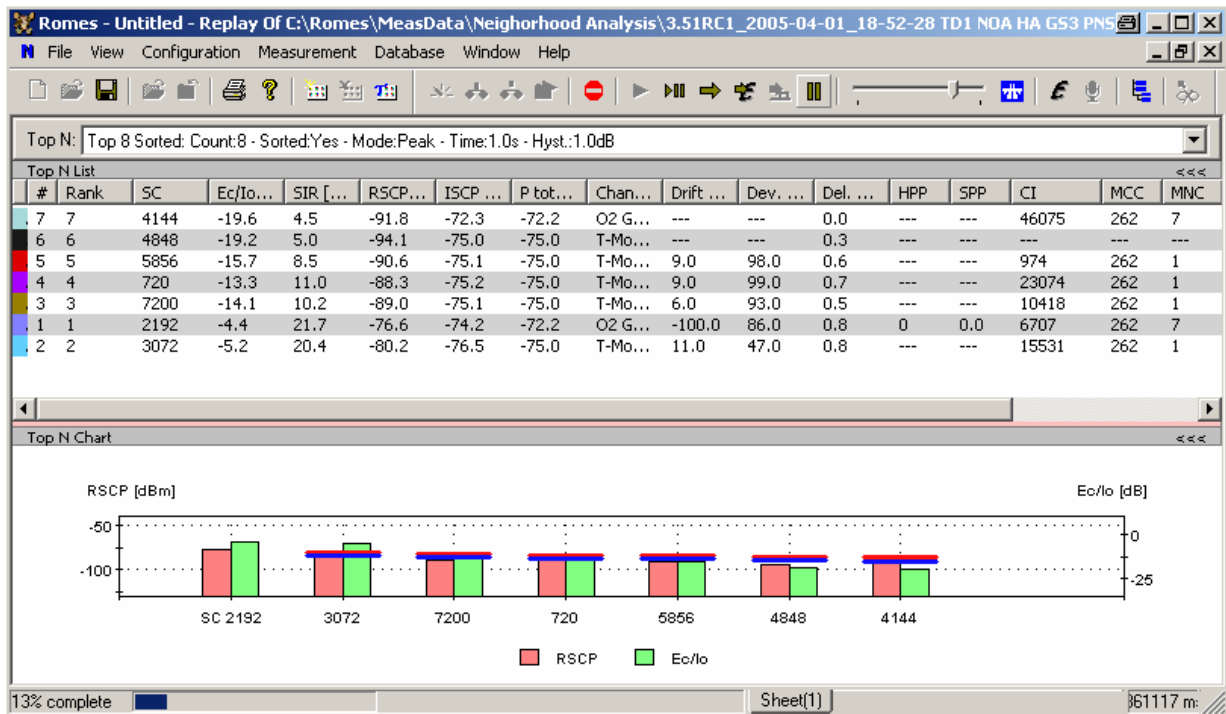 Romes - Untitled - Replay Of C:\Romes\MeasData\Neighorhood Analysis\3.51RC1_2005-04-01_18-52-28 TD1 NOA HA GS3 PNS
File View Configuration Measurement Database Window Help
Top N: Top 8 Sorted: Count:8 - Sorted:Yes - Mode:Peak - Time:1.0s - Hyst.:1.0dB
Top N List <<<
# Rank SC Ec/Io... SIR [... RSCP... ISCP ... P tot... Chan... Drift ... Dev. ... Del. ... HPP SPP CI MCC MNC
7 7 4144 -19.6 4.5 -91.8 -72.3 -72.2 O2 G... --- --- 0.0 --- --- 46075 262 7
6 6 4848 -19.2 5.0 -94.1 -75.0 -75.0 T-Mo... --- --- 0.3 --- --- --- --- ---
5 5 5856 -15.7 8.5 -90.6 -75.1 -75.0 T-Mo... 9.0 98.0 0.6 --- --- 974 262 1
4 4 720 -13.3 11.0 -88.3 -75.2 -75.0 T-Mo... 9.0 99.0 0.7 --- --- 23074 262 1
3 3 7200 -14.1 10.2 -89.0 -75.1 -75.0 T-Mo... 6.0 93.0 0.5 --- --- 10418 262 1
1 1 2192 -4.4 21.7 -76.6 -74.2 -72.2 O2 G... -100.0 86.0 0.8 0 0.0 6707 262 7
2 2 3072 -5.2 20.4 -80.2 -76.5 -75.0 T-Mo... 11.0 47.0 0.8 --- --- 15531 262 1
Top N Chart <<<
RSCP [dBm] Ec/Io [dB]
-50 0
-100 -25
SC 2192 3072 7200 720 5856 4848 4144
RSCP Ec/Io
13% complete Sheet(1) 361117 m: